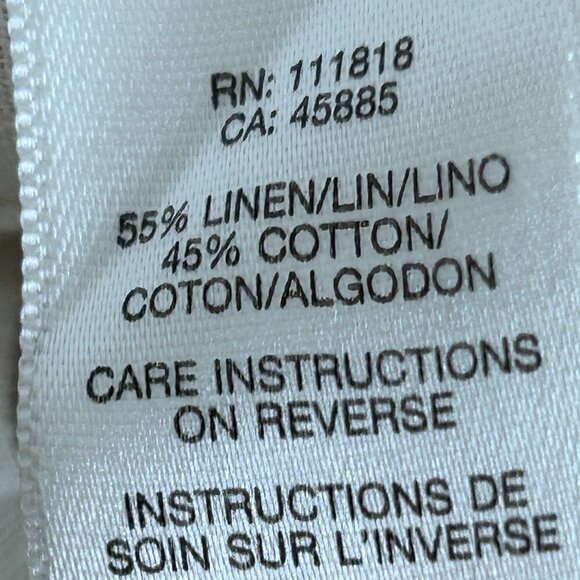 RN: 111818
CA: 45885
55% LINEN/LIN/LINO
45% COTTON/
COTON/ALGODON
CARE INSTRUCTIONS
ON REVERSE
INSTRUCTIONS DE
SOIN SUR L'INVERSE